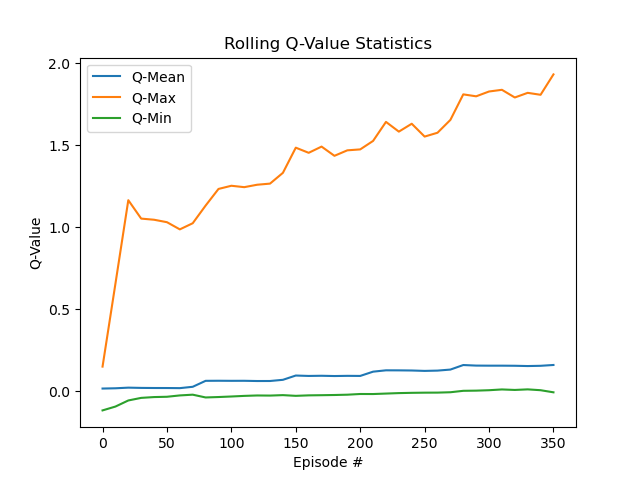 Rolling Q-Value Statistics
Q-Mean
Q-Max
Q-Min
Q-Value
2.0
1.5
1.0
0.5
0.0
0 50 100 150 200 250 300 350
Episode #